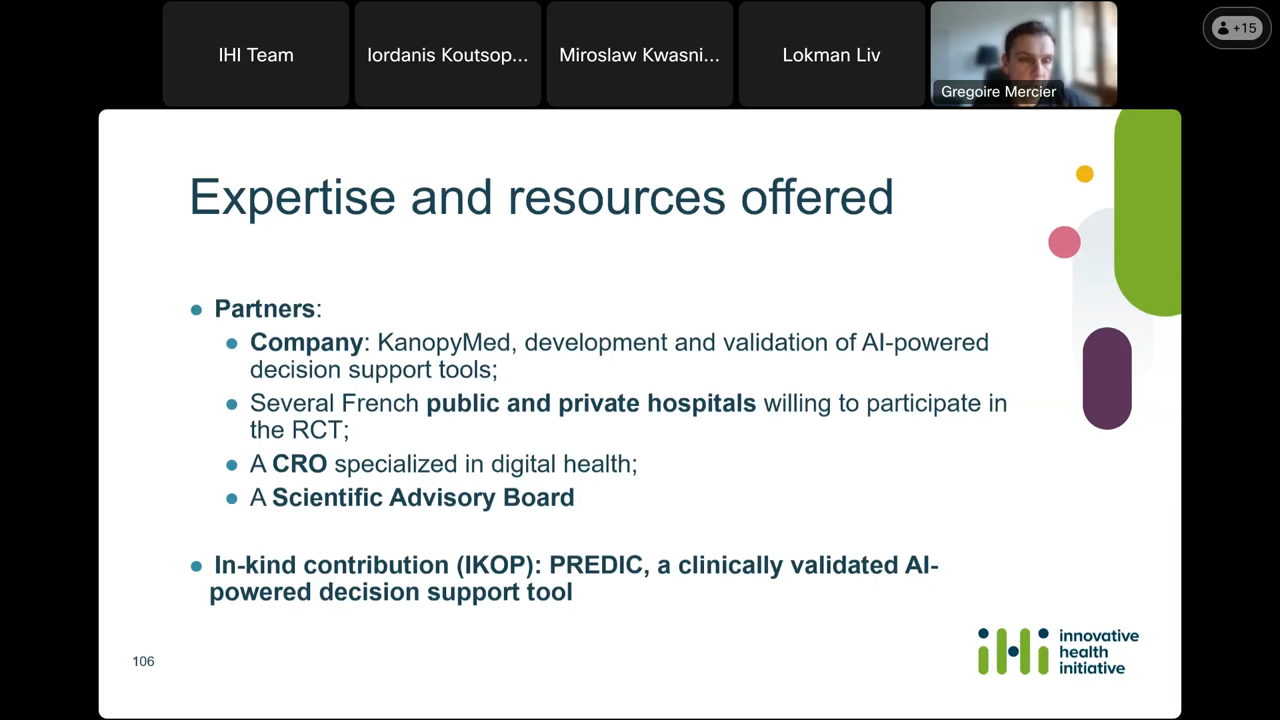 IHI Team
Iordanis Koutsop...
Miroslaw Kwasni...
Lokman Liv
Gregoire Mercier
+15
Expertise and resources offered
● Partners:
● Company: KanopyMed, development and validation of AI-powered
decision support tools;
● Several French public and private hospitals willing to participate in
the RCT;
● A CRO specialized in digital health;
● A Scientific Advisory Board
● In-kind contribution (IKOP): PREDIC, a clinically validated AI-
powered decision support tool
106
iHi
innovative
health
initiative